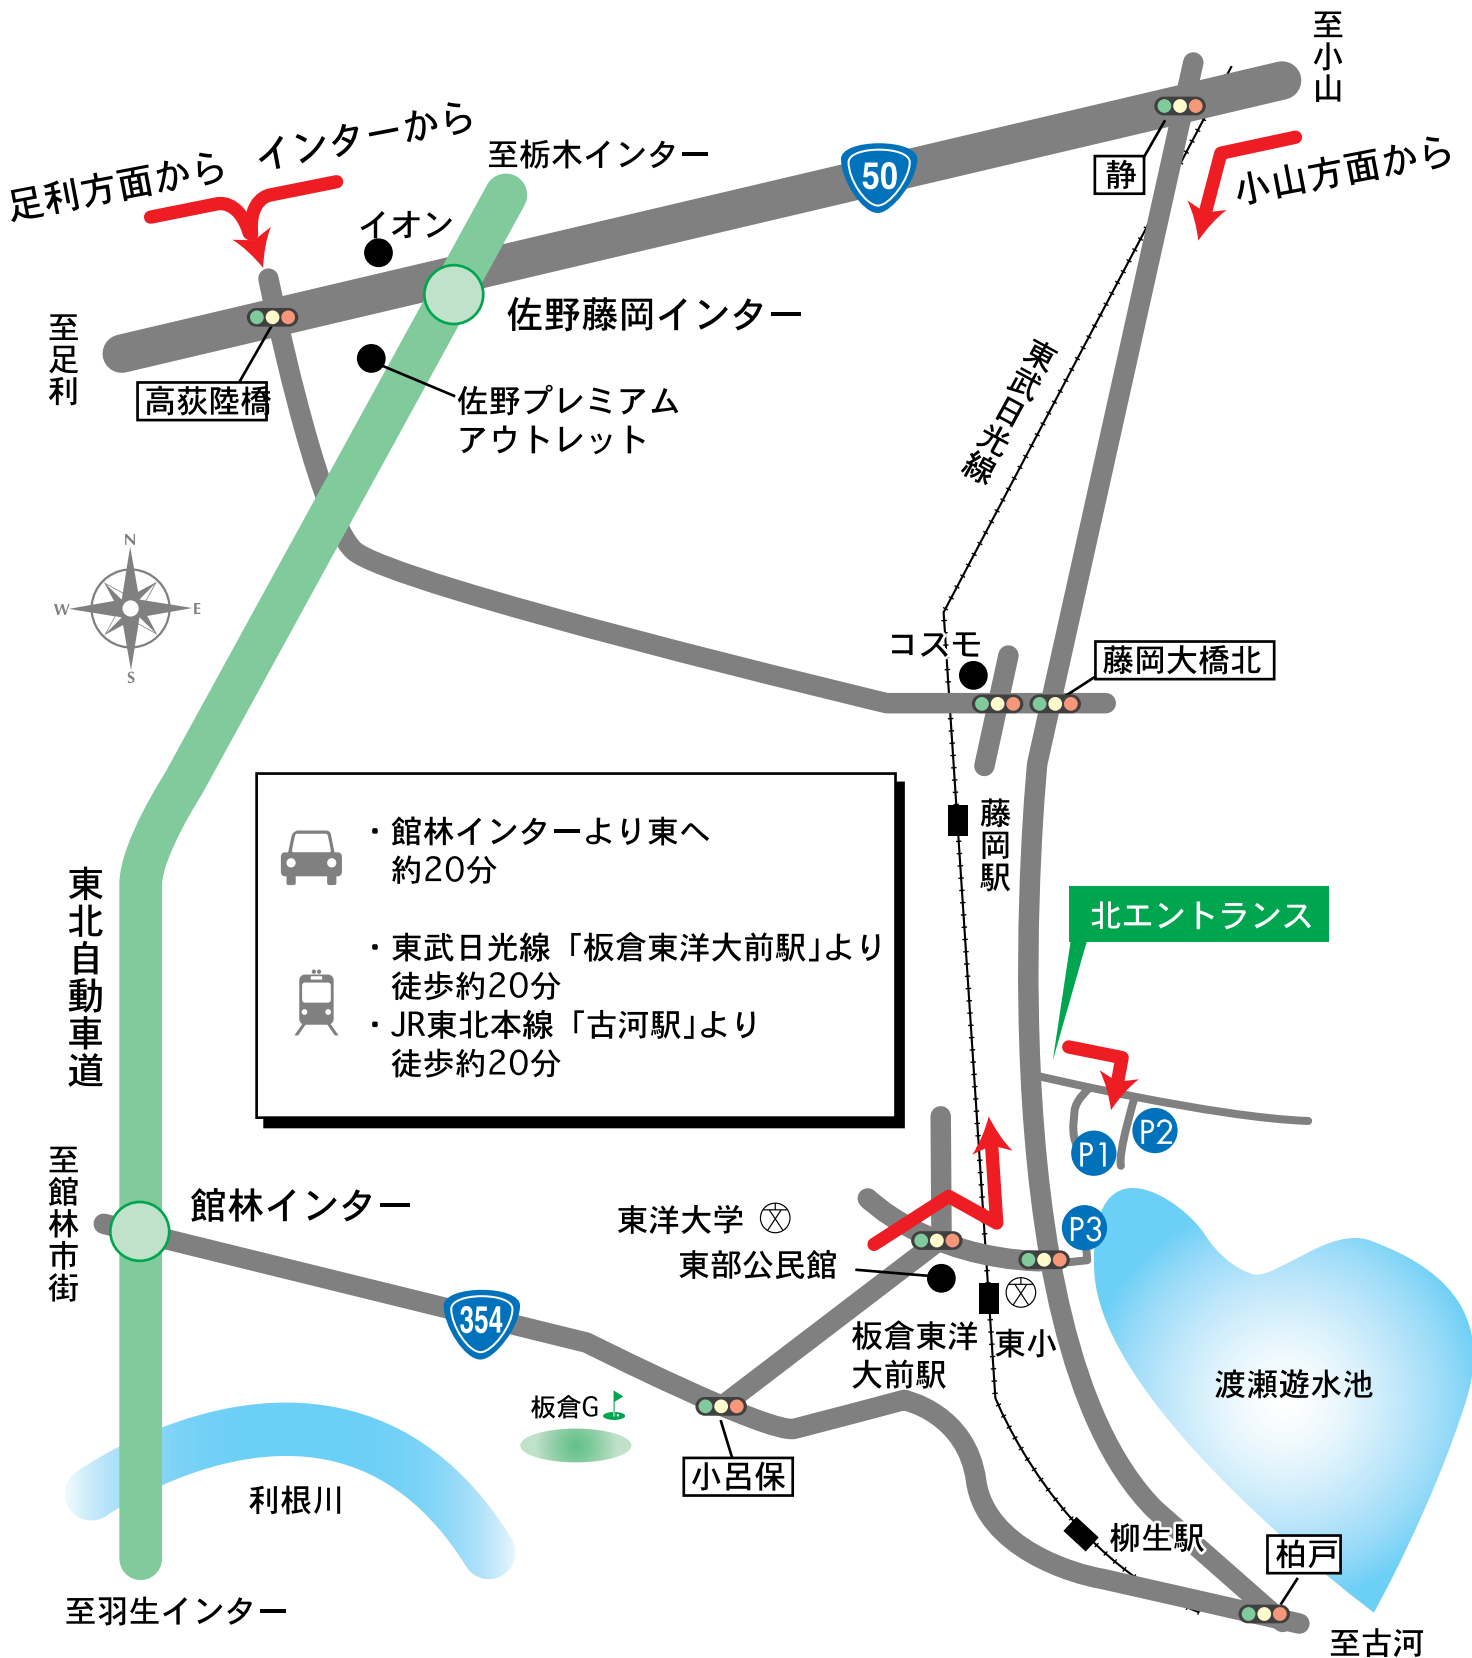 至小山
足利方面から
インターから
至栃木インター
50
静
小山方面から
イオン
至足利
佐野藤岡インター
高荻陸橋
佐野プレミアム
アウトレット
東武日光線
N
W
E
S
コスモ
藤岡大橋北
・館林インターより東へ
約20分
・東武日光線「板倉東洋大前駅」より
徒歩約20分
・JR東北本線「古河駅」より
徒歩約20分
藤岡駅
東北自動車道
北エントランス
P1
P2
P3
至館林市街
館林インター
東洋大学
文
東部公民館
354
文
板倉東洋
大前駅
東小
渡瀬遊水池
板倉G
小呂保
利根川
柳生駅
柏戸
至羽生インター
至古河